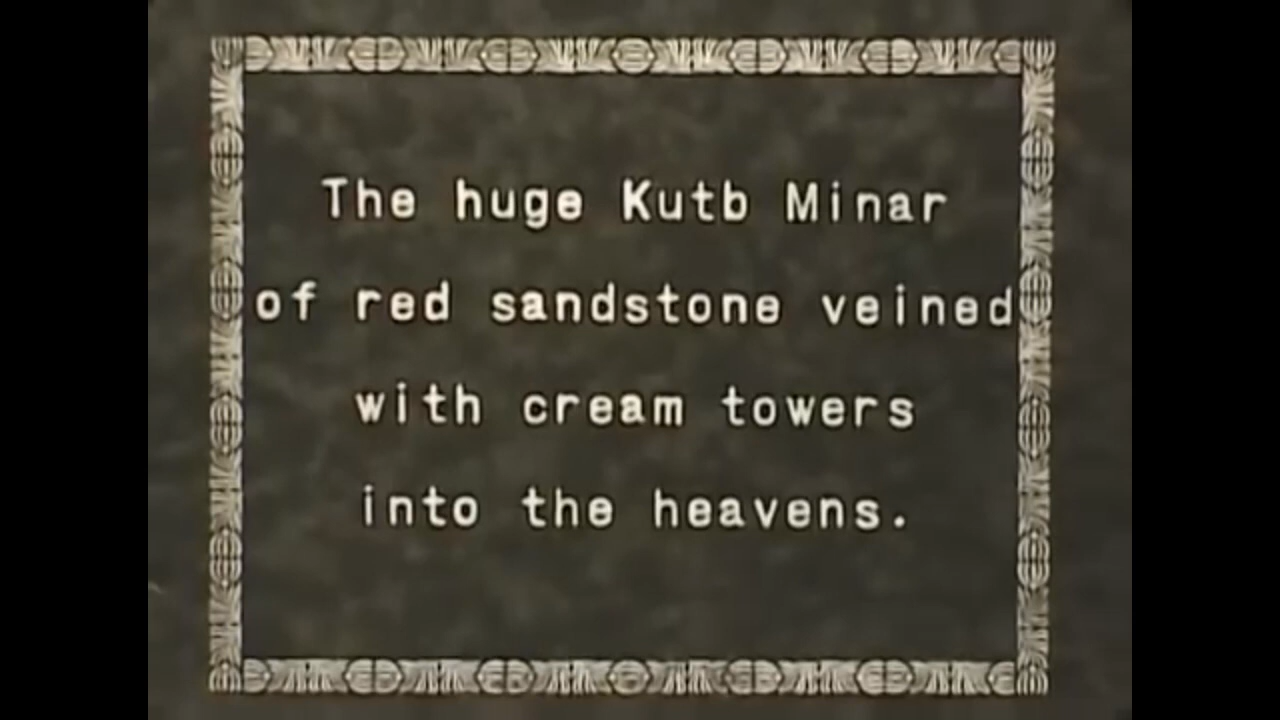 The huge Kutb Minar
of red sandstone veined
with cream towers
into the heavens.